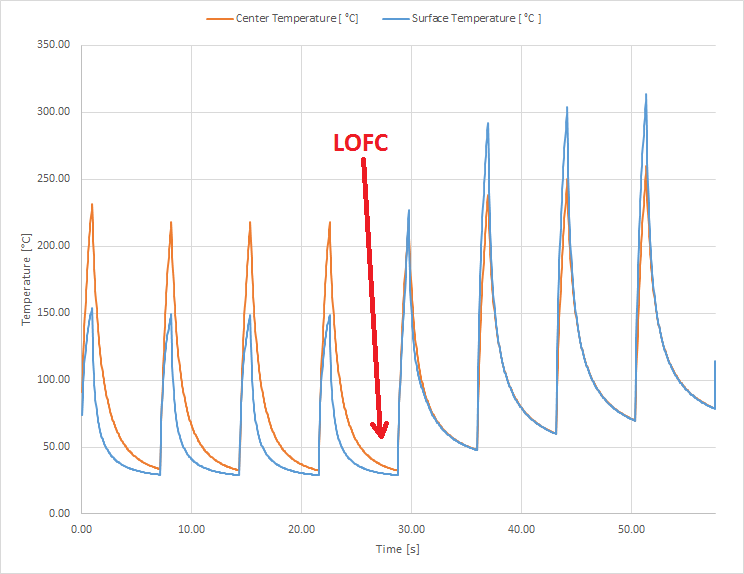 Center Temperature [ °C]
Surface Temperature [ °C ]
350.00
300.00
250.00
200.00
150.00
100.00
50.00
0.00
Temperature [°C]
LOFC
0.00 10.00 20.00 30.00 40.00 50.00
Time [s]